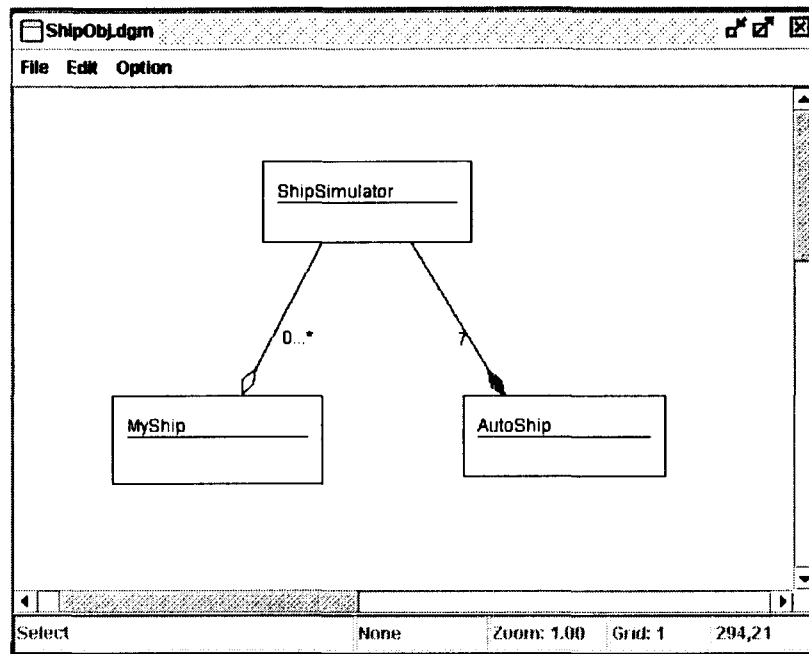 ShipObj.dgm
File Edit Option
ShipSimulator
0...*
7
MyShip
AutoShip
Select None Zoom: 1.00 Grid: 1 294,21